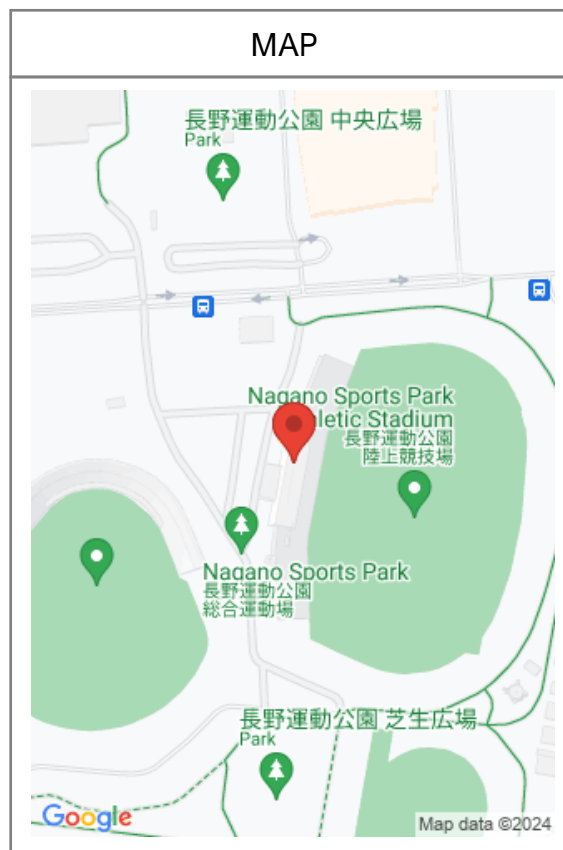 MAP
長野運動公園 中央広場
Park
Nagano Sports Park
letic Stadium
長野運動公園
陸上競技場
Nagano Sports Park
長野運動公園
総合運動場
長野運動公園 芝生広場
Park
Google
Map data ©2024